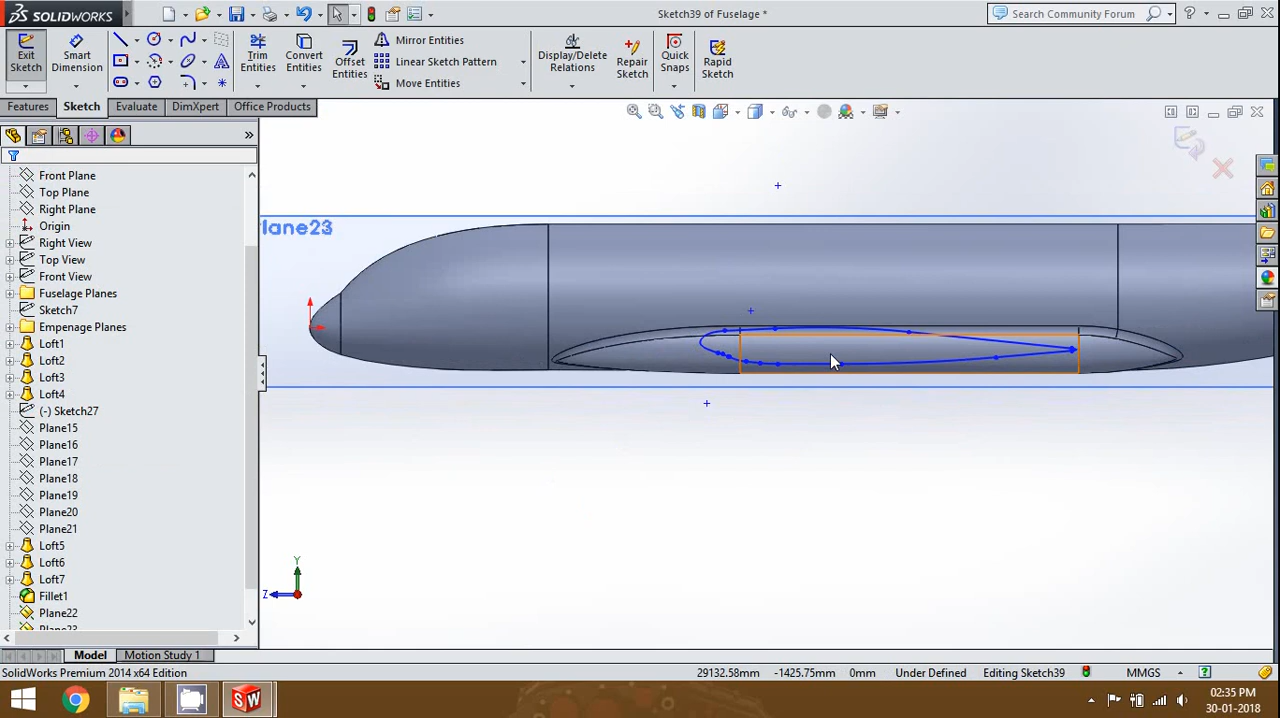 SOLIDWORKS
Sketch39 of Fuselage *
Search Community Forum
Exit Sketch
Smart Dimension
Trim Entities
Convert Entities
Offset Entities
Mirror Entities
Linear Sketch Pattern
Move Entities
Display/Delete Relations
Repair Sketch
Quick Snaps
Rapid Sketch
Features
Sketch
Evaluate
DimXpert
Office Products
Front Plane
Top Plane
Right Plane
Origin
Right View
Top View
Front View
Fuselage Planes
Sketch7
Empenage Planes
Loft1
Loft2
Loft3
Loft4
(-) Sketch27
Plane15
Plane16
Plane17
Plane18
Plane19
Plane20
Plane21
Loft5
Loft6
Loft7
Fillet1
Plane22
Plane23
lane23
Y
Z
Model
Motion Study 1
SolidWorks Premium 2014 x64 Edition
29132.58mm
-1425.75mm
0mm
Under Defined
Editing Sketch39
MMGS
SW
02:35 PM
30-01-2018